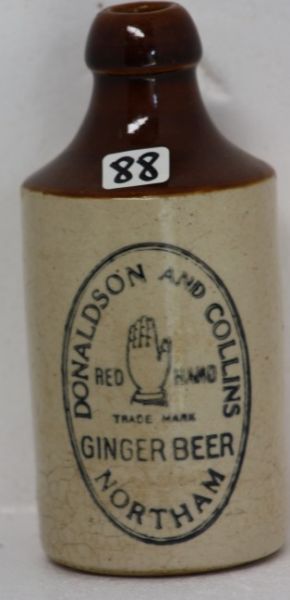 88
DONALDSON AND COLLINS
RED HAND
TRADE MARK
GINGER BEER
NORTHAM